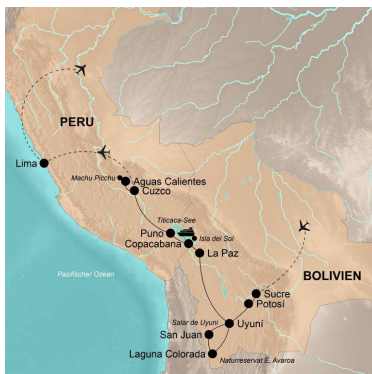 PERU
Lima
Machu Picchu
Aguas Calientes
Cuzco
Titicaca-See
Puno
Isla del Sol
Copacabana
La Paz
Pazifischer Ozean
BOLIVIEN
Sucre
Potosí
Salar de Uyuni
Uyuní
San Juan
Laguna Colorada
Naturreservat E. Avaroa